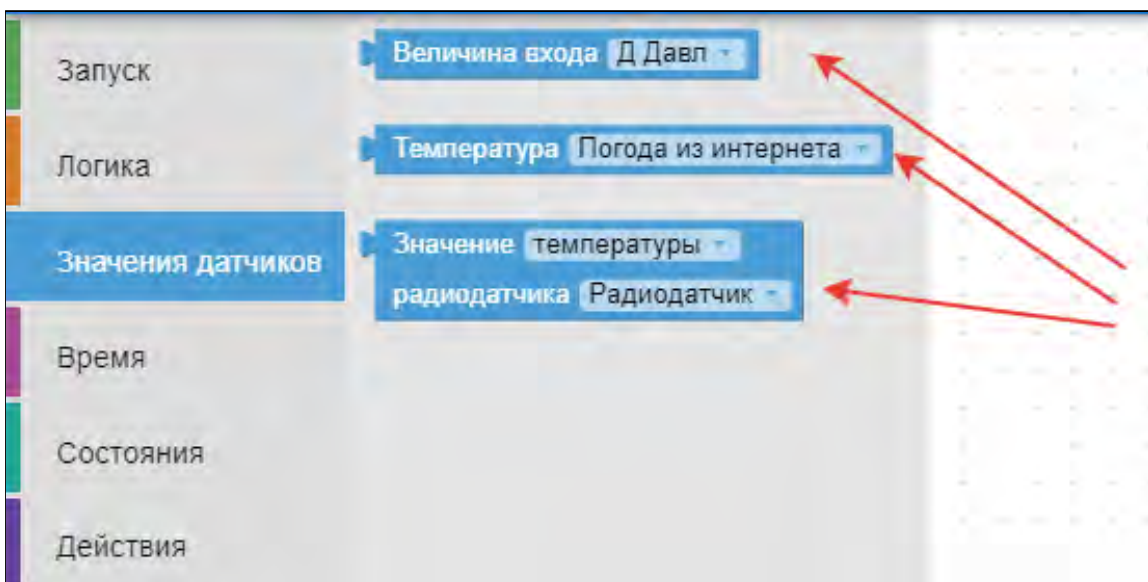 Запуск
Логика
Значения датчиков
Время
Состояния
Действия
Величина входа Д Давл
Температура Погода из интернета
Значение температуры
радиодатчика Радиодатчик